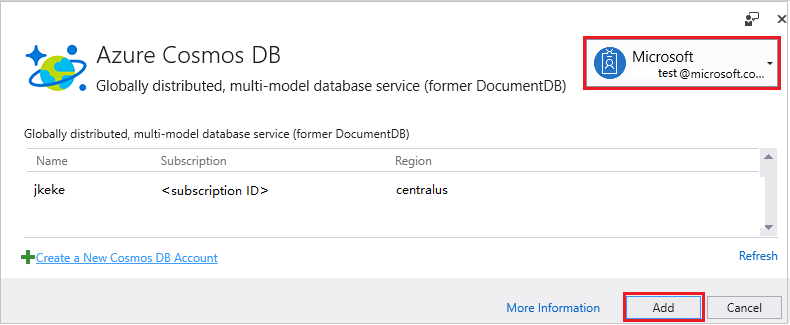 Azure Cosmos DB
Globally distributed, multi-model database service (former DocumentDB)
Microsoft
test @microsoft.co...
Globally distributed, multi-model database service (former DocumentDB)
Name Subscription Region
jkeke <subscription ID> centralus
Create a New Cosmos DB Account Refresh
More Information Add Cancel